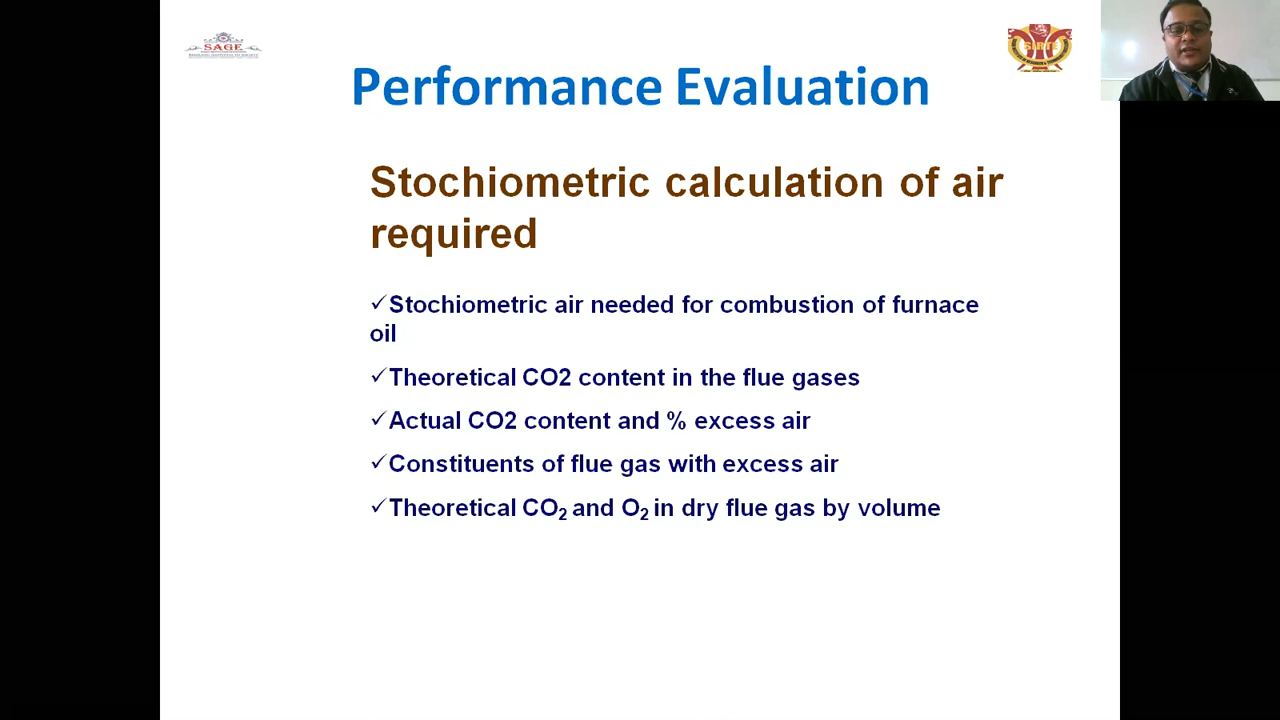 SAGE
SIRTE
Performance Evaluation
Stochiometric calculation of air
required
✓Stochiometric air needed for combustion of furnace
oil
✓Theoretical CO2 content in the flue gases
✓Actual CO2 content and % excess air
✓Constituents of flue gas with excess air
✓Theoretical CO₂ and O₂ in dry flue gas by volume